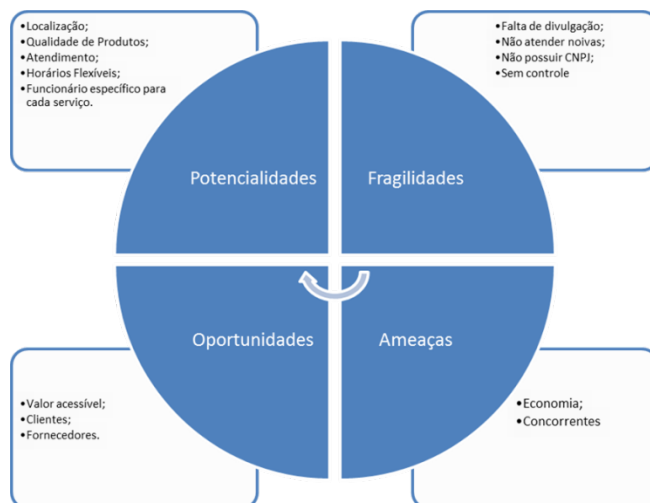 •Localização;
•Qualidade de Produtos;
•Atendimento;
•Horários Flexíveis;
•Funcionário específico para
cada serviço.
•Falta de divulgação;
•Não atender noivas;
•Não possuir CNPJ;
•Sem controle
Potencialidades
Fragilidades
Oportunidades
Ameaças
•Valor acessível;
•Clientes;
•Fornecedores.
•Economia;
•Concorrentes